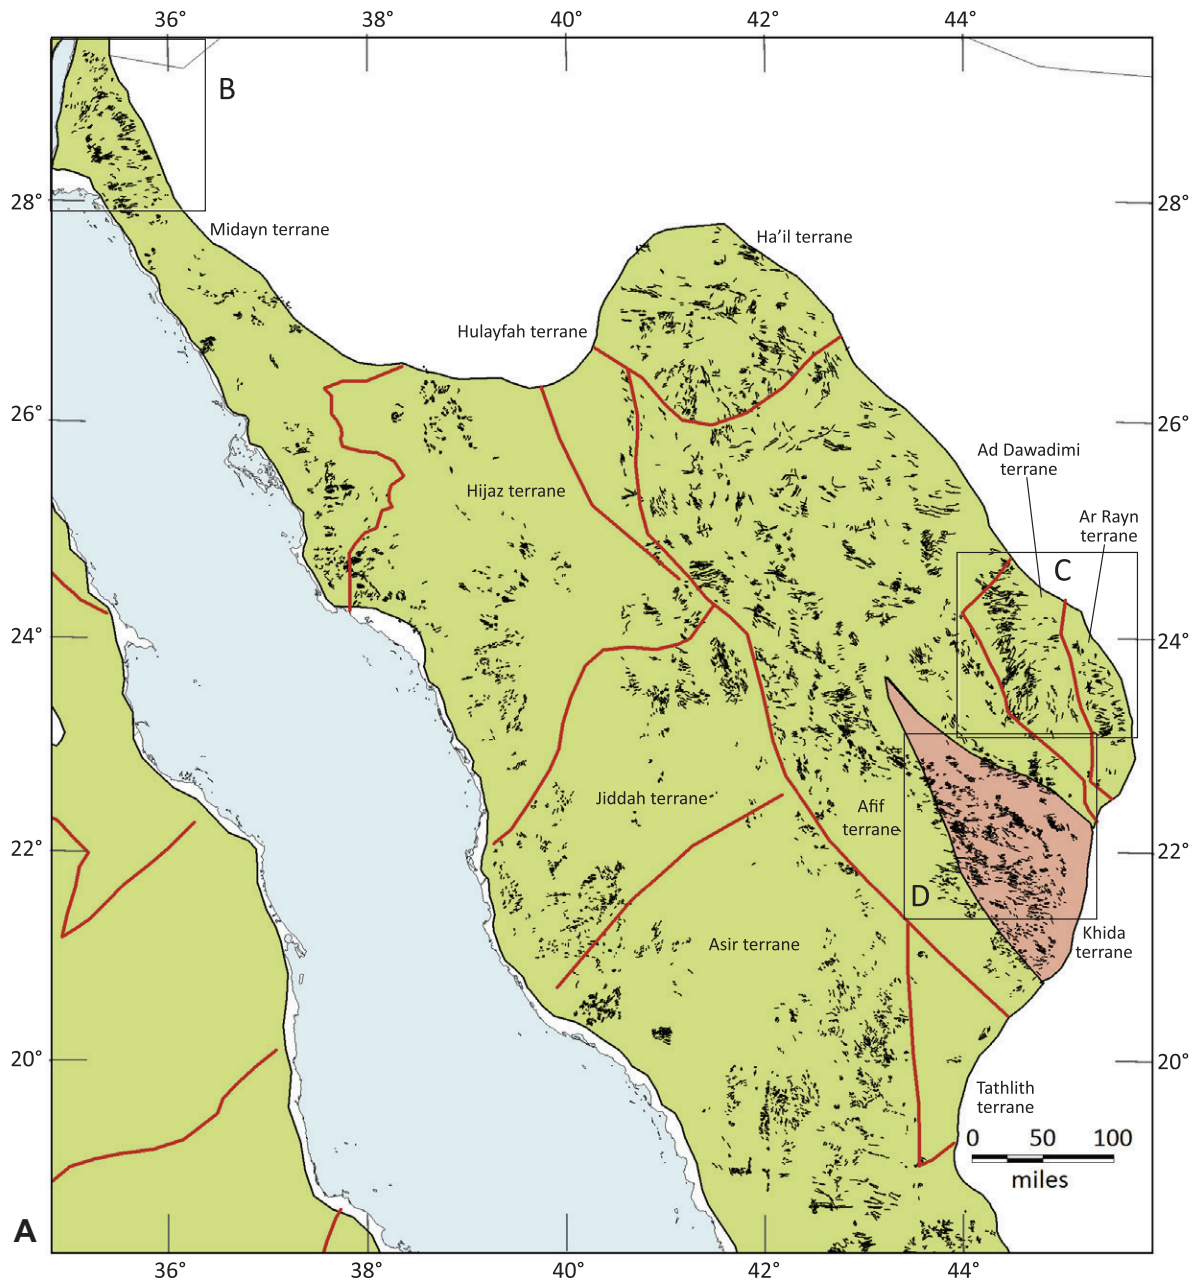 36°
38°
40°
42°
44°
B
28°
28°
Midayn terrane
Ha’il terrane
Hulayfah terrane
26°
26°
Ad Dawadimi
terrane
Hijaz terrane
Ar Rayn
terrane
C
24°
24°
Jiddah terrane
Afif
terrane
22°
22°
D
Asir terrane
Khida
terrane
20°
20°
Tathlith
terrane
0 50 100
miles
A
36°
38°
40°
42°
44°